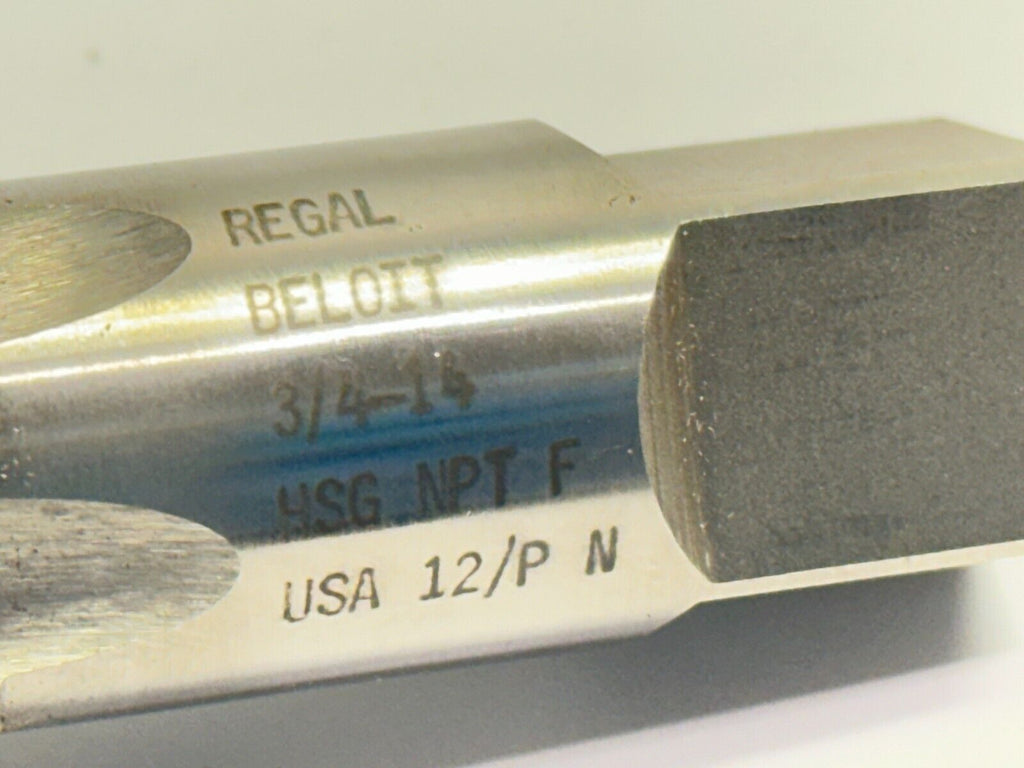 REGAL
BELOIT
3/4-14
HSG NPT F
USA 12/P N